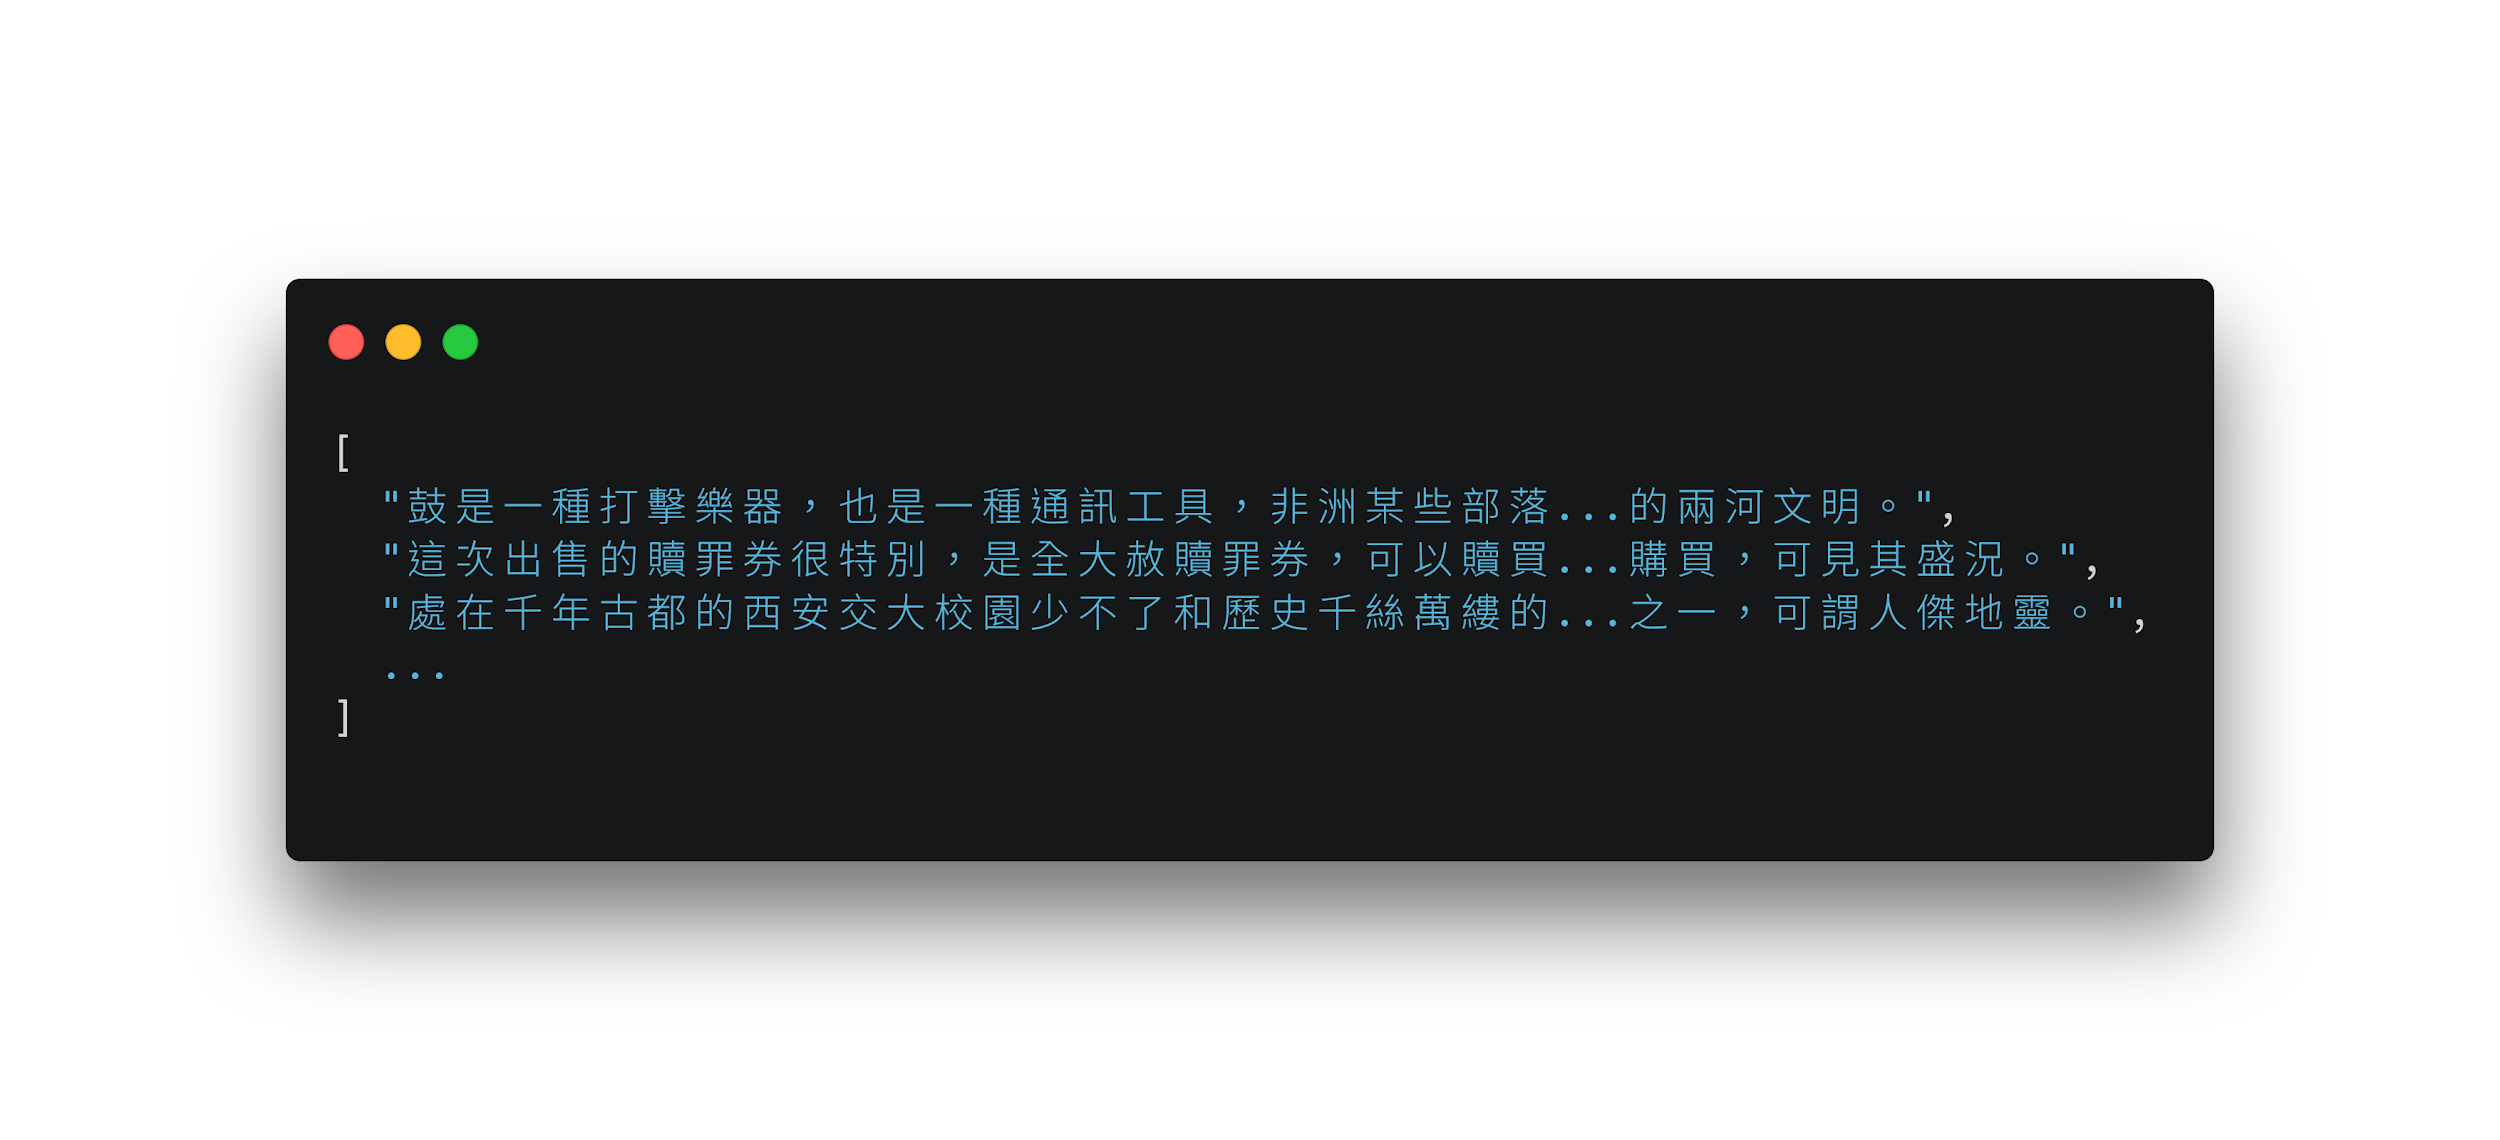 [
"鼓是一種打擊樂器，也是一種通訊工具，非洲某些部落...的兩河文明。",
"這次出售的贖罪券很特別，是全大赦贖罪券，可以贖買...購買，可見其盛況。",
"處在千年古都的西安交大校園少不了和歷史千絲萬縷的...之一，可謂人傑地靈。",
...
]